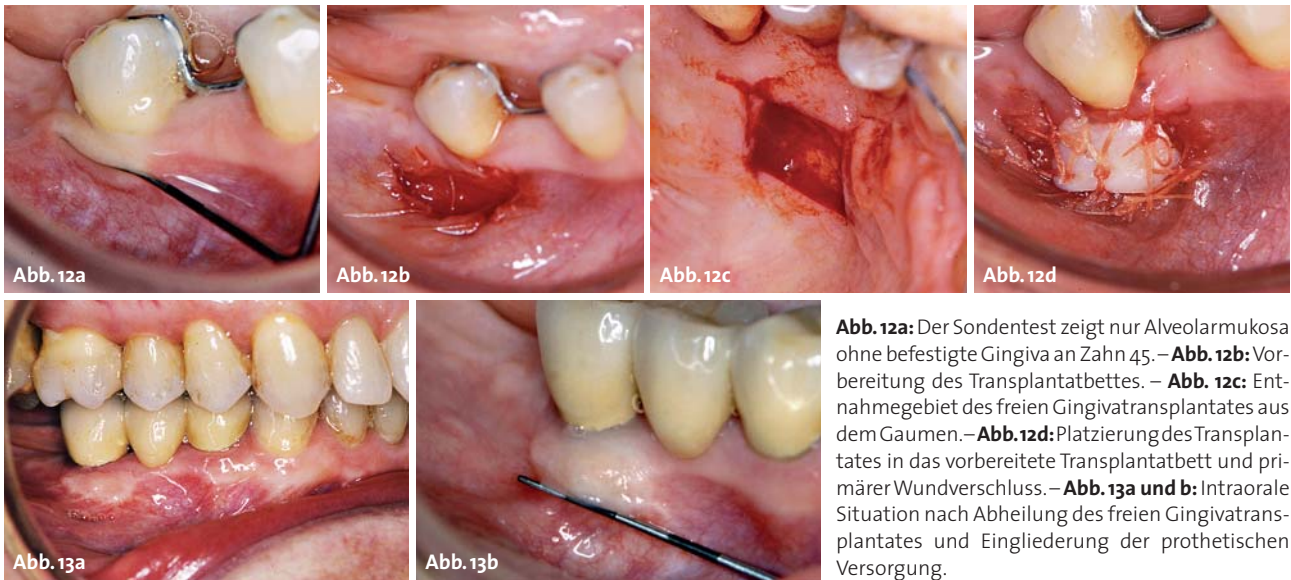 Abb. 12a
Abb. 12b
Abb. 12c
Abb. 12d
Abb. 13a
Abb. 13b
Abb. 12a: Der Sondentest zeigt nur Alveolarmukosa
ohne befestigte Gingiva an Zahn 45. – Abb. 12b: Vor-
bereitung des Transplantatbettes. – Abb. 12c: Ent-
nahmegebiet des freien Gingivatransplantates aus
dem Gaumen. – Abb. 12d: Platzierung des Transplan-
tates in das vorbereitete Transplantatbett und pri-
märer Wundverschluss. – Abb. 13a und b: Intraorale
Situation nach Abheilung des freien Gingivatrans-
plantates und Eingliederung der prothetischen
Versorgung.